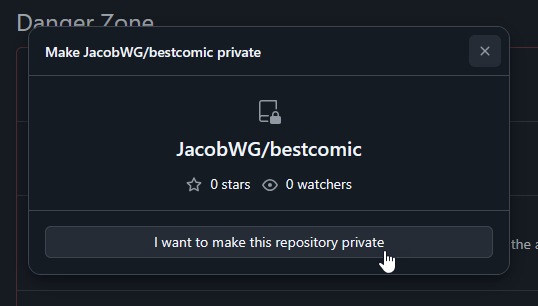 Danger Zone
Make JacobWG/bestcomic private
JacobWG/bestcomic
0 stars 0 watchers
I want to make this repository private
the a